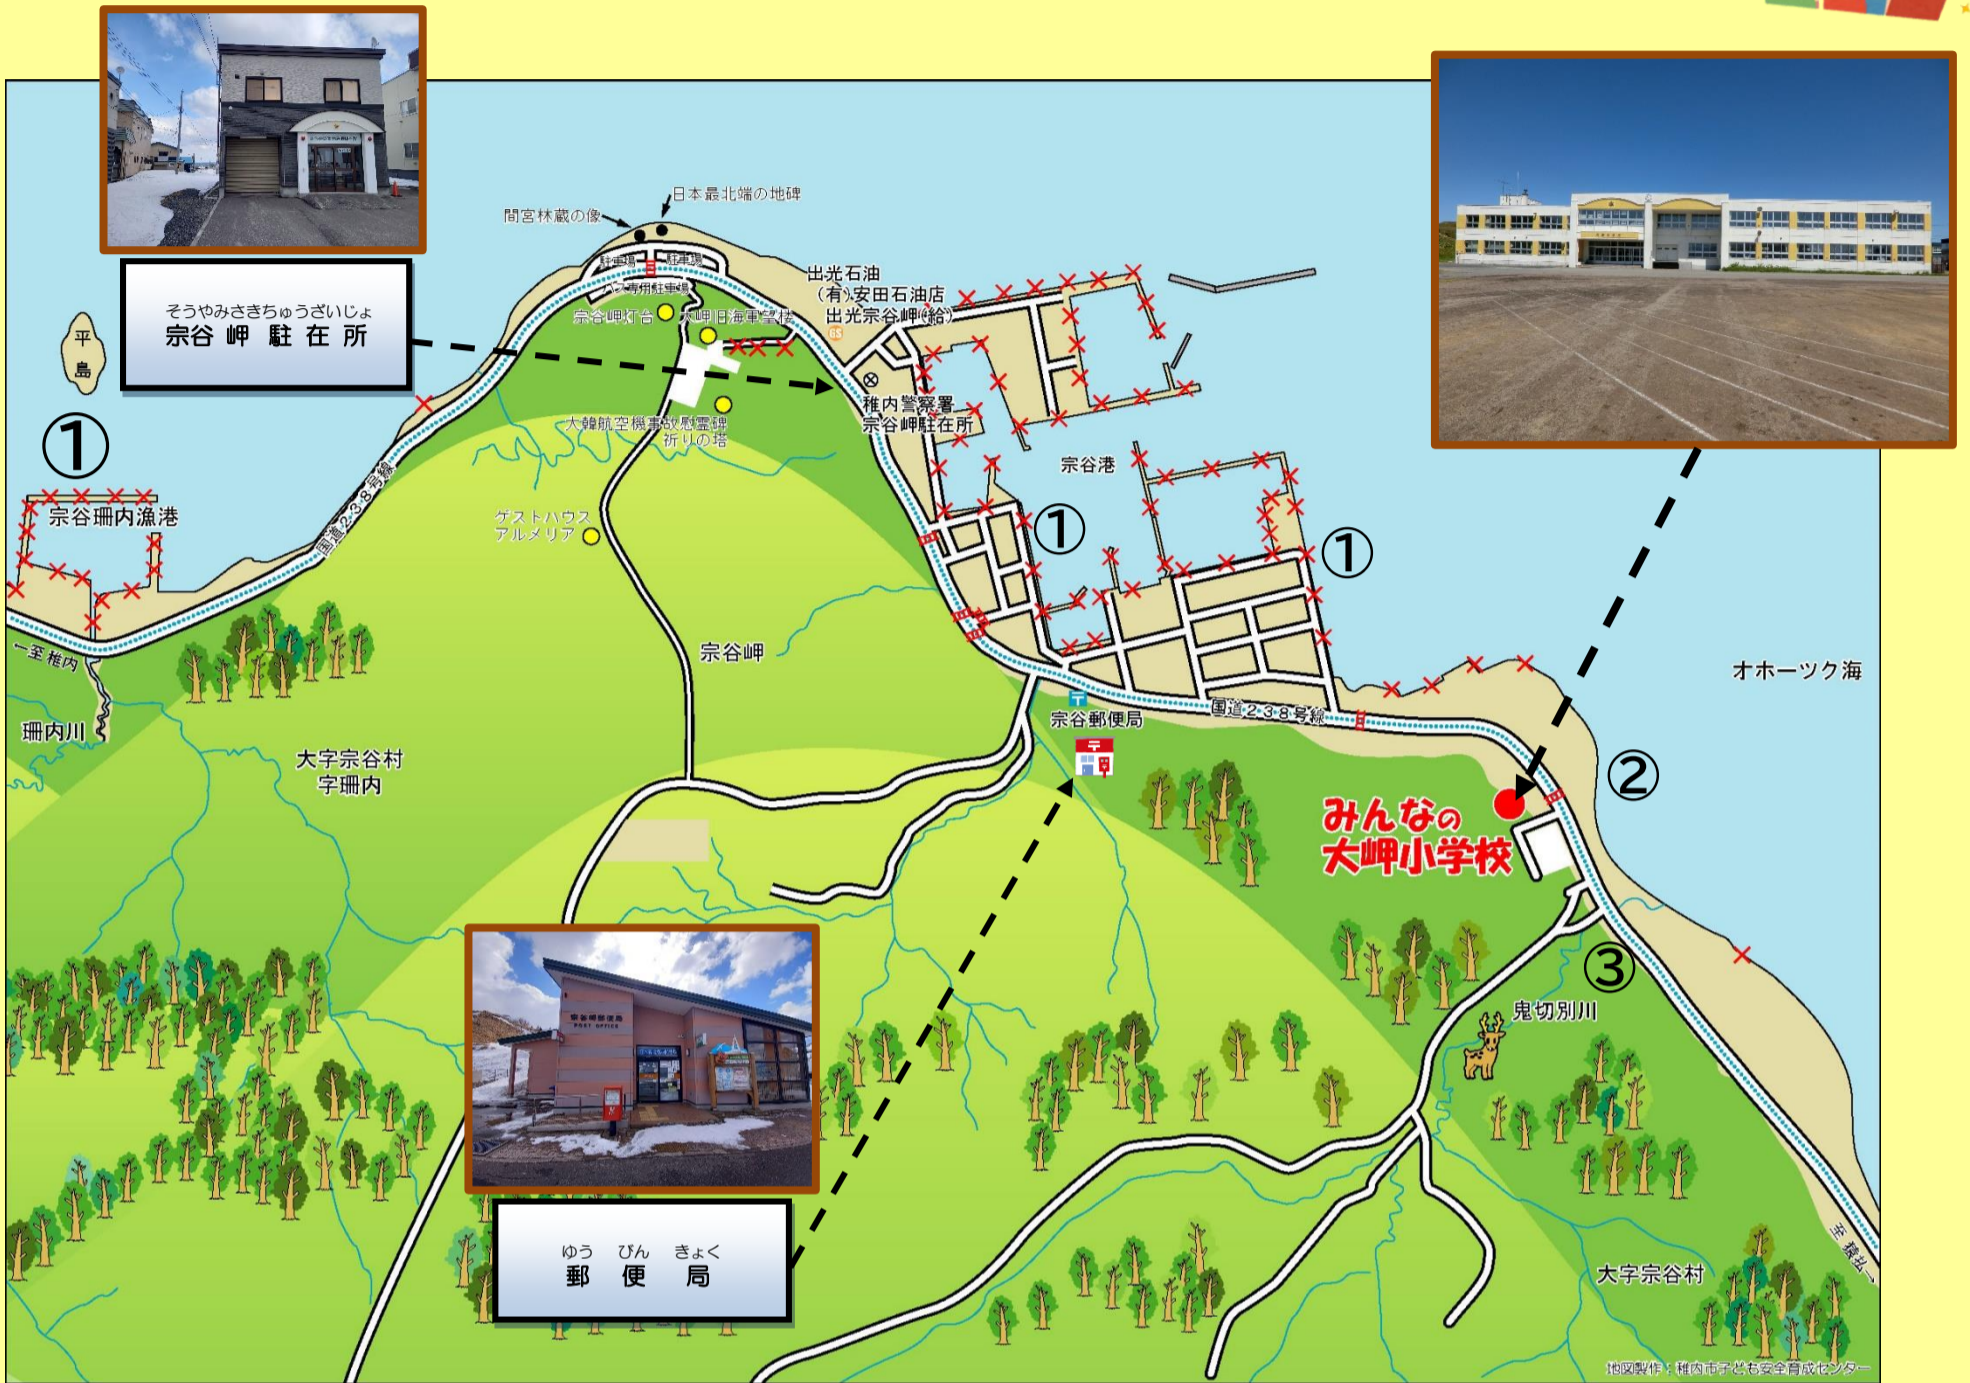 日本最北端の地碑
間宮林蔵の像
駐車場
駐車場
バス専用駐車場
宗谷岬灯台
大岬旧海軍望楼
出光石油
(有)安田石油店
出光宗谷岬(給)
GS
そうやみさきちゅうざいじょ
宗谷岬駐在所
平島
稚内警察署
宗谷岬駐在所
大韓航空機事故慰霊碑
祈りの塔
①
宗谷珊内漁港
国道238号線
ゲストハウス
アルメリア
宗谷港
①
①
←至稚内
珊内川
宗谷岬
オホーツク海
大字宗谷村
字珊内
宗谷郵便局
国道238号線
②
みんなの
大岬小学校
③
鬼切別川
宗谷岬郵便局
POST OFFICE
ゆうびんきょく
郵便局
至猿払→
大字宗谷村
地図製作:稚内市子ども安全育成センター